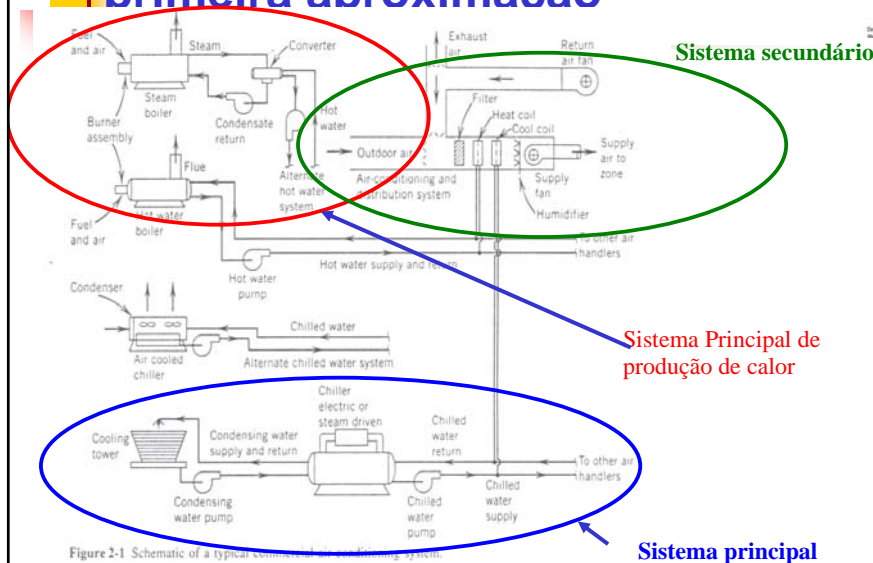 primeira aproximação
Fuel
and air
Steam
Converter
Steam
boiler
Burner
assembly
Condensate
return
Hot
water
Flue
Alternate
hot water
system
Hot water
boiler
Fuel
and air
Hot water
pump
Hot water supply and return
To other air
handlers
Exhaust
air
Return
air fan
Sistema secundário
Filter
Heat coil
Cool coil
Outdoor air
Supply
air to
zone
Air-conditioning and
distribution system
Supply
fan
Humidifier
Condenser
Chilled water
Air cooled
chiller
Alternate chilled water system
Sistema Principal de
produção de calor
Chiller
electric or
steam driven
Cooling
tower
Condensing water
supply and return
Chilled
water
return
To other air
handlers
Condensing
water pump
Chilled
water
pump
Chilled
water
supply
Figure 2-1 Schematic of a typical commercial air conditioning system.
Sistema principal